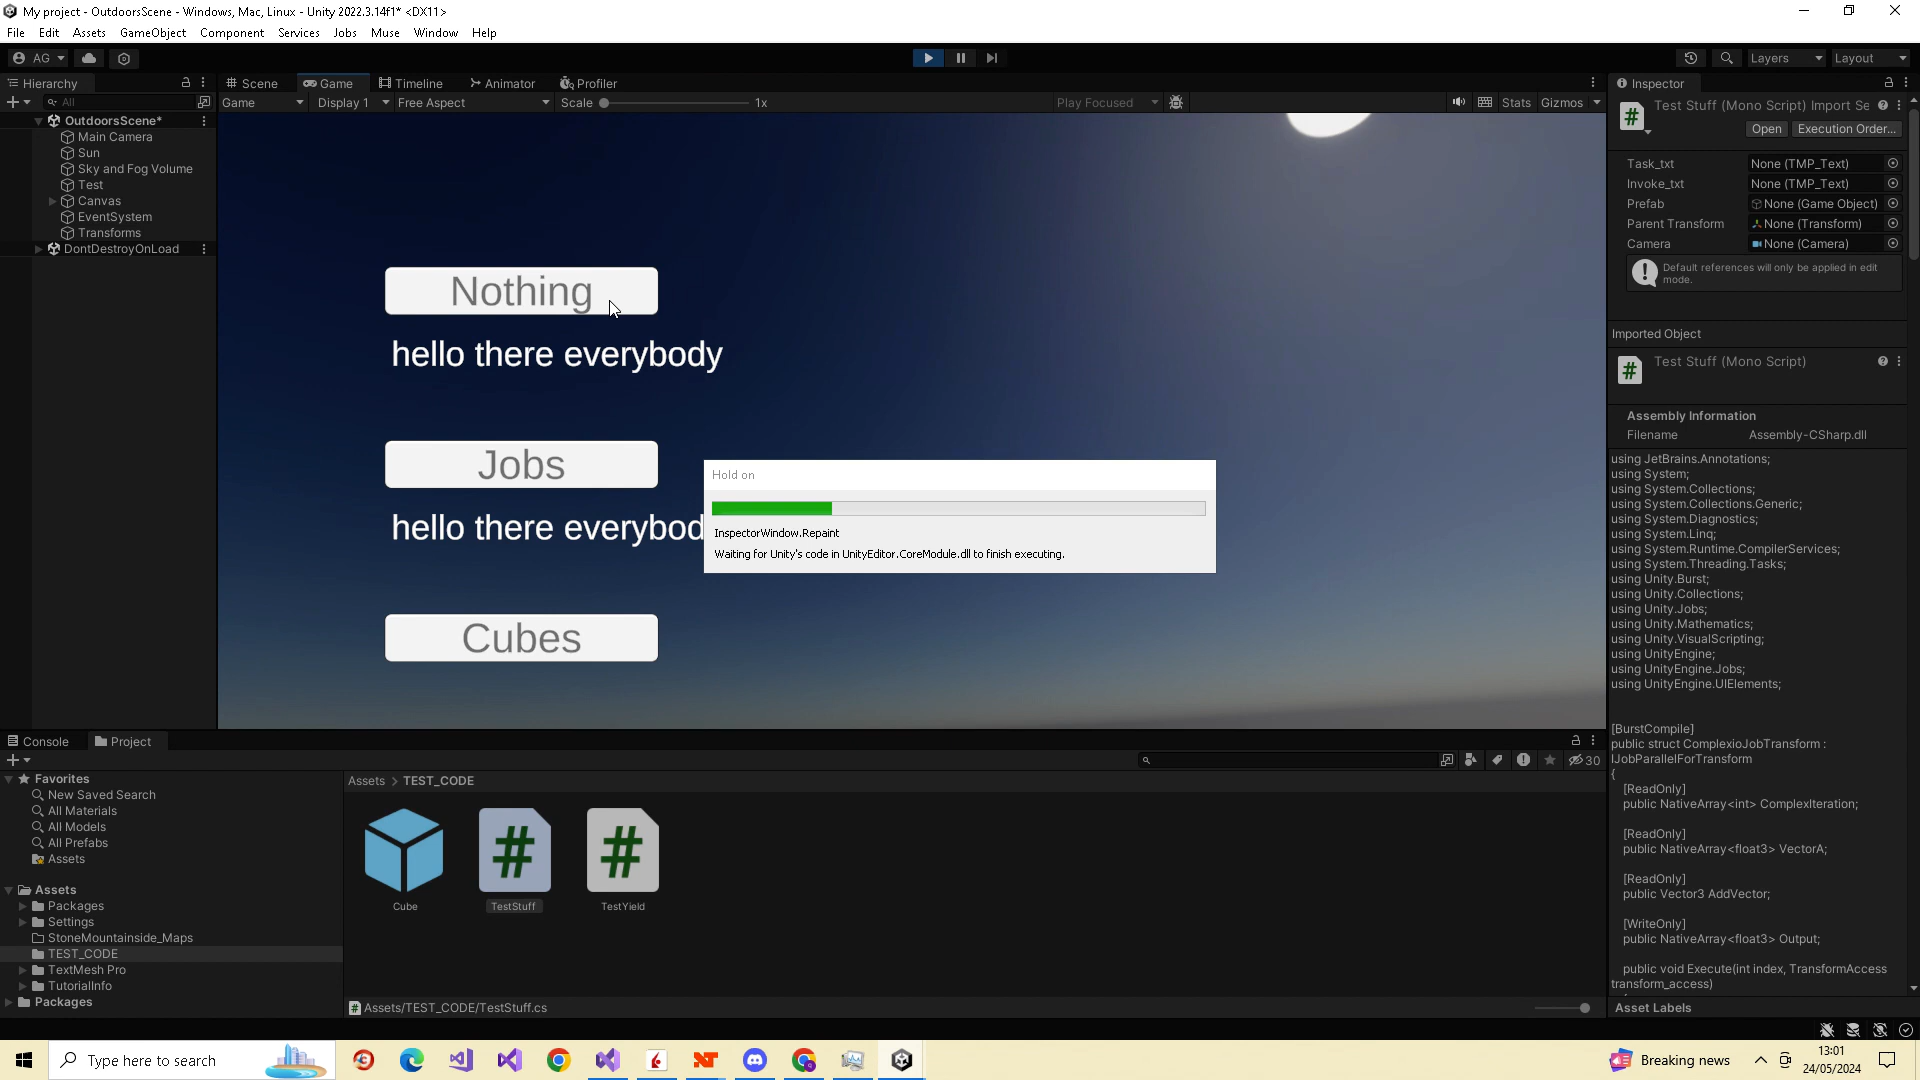 My project - OutdoorsScene - Windows, Mac, Linux - Unity 2022.3.14f1* <DX11>
File Edit Assets GameObject Component Services Jobs Muse Window Help
AG
Layers Layout
Hierarchy
All
OutdoorsScene*
Main Camera
Sun
Sky and Fog Volume
Test
Canvas
EventSystem
Transforms
DontDestroyOnLoad
Scene Game Timeline Animator Profiler
Game Display 1 Free Aspect Scale 1x Play Focused Stats Gizmos
Nothing
hello there everybody
Jobs
hello there everybod
Cubes
Hold on
InspectorWindow.Repaint
Waiting for Unity's code in UnityEditor.CoreModule.dll to finish executing.
Inspector
Test Stuff (Mono Script) Import Se
Open Execution Order...
Task_txt None (TMP_Text)
Invoke_txt None (TMP_Text)
Prefab None (Game Object)
Parent Transform None (Transform)
Camera None (Camera)
Default references will only be applied in edit
mode.
Imported Object
Test Stuff (Mono Script)
Assembly Information
Filename Assembly-CSharp.dll
using JetBrains.Annotations;
using System;
using System.Collections;
using System.Collections.Generic;
using System.Diagnostics;
using System.Linq;
using System.Runtime.CompilerServices;
using System.Threading.Tasks;
using Unity.Burst;
using Unity.Collections;
using Unity.Jobs;
using Unity.Mathematics;
using Unity.VisualScripting;
using UnityEngine;
using UnityEngine.Jobs;
using UnityEngine.UIElements;
[BurstCompile]
public struct ComplexioJobTransform :
IJobParallelForTransform
{
[ReadOnly]
public NativeArray<int> ComplexIteration;
[ReadOnly]
public NativeArray<float3> VectorA;
[ReadOnly]
public Vector3 AddVector;
[WriteOnly]
public NativeArray<float3> Output;
public void Execute(int index, TransformAccess
transform_access)
Asset Labels
Console Project
30
Favorites
New Saved Search
All Materials
All Models
All Prefabs
Assets
Assets
Packages
Settings
StoneMountainside_Maps
TEST_CODE
TextMesh Pro
TutorialInfo
Packages
Assets > TEST_CODE
Cube TestStuff TestYield
Assets/TEST_CODE/TestStuff.cs
Type here to search
Breaking news
13:01
24/05/2024